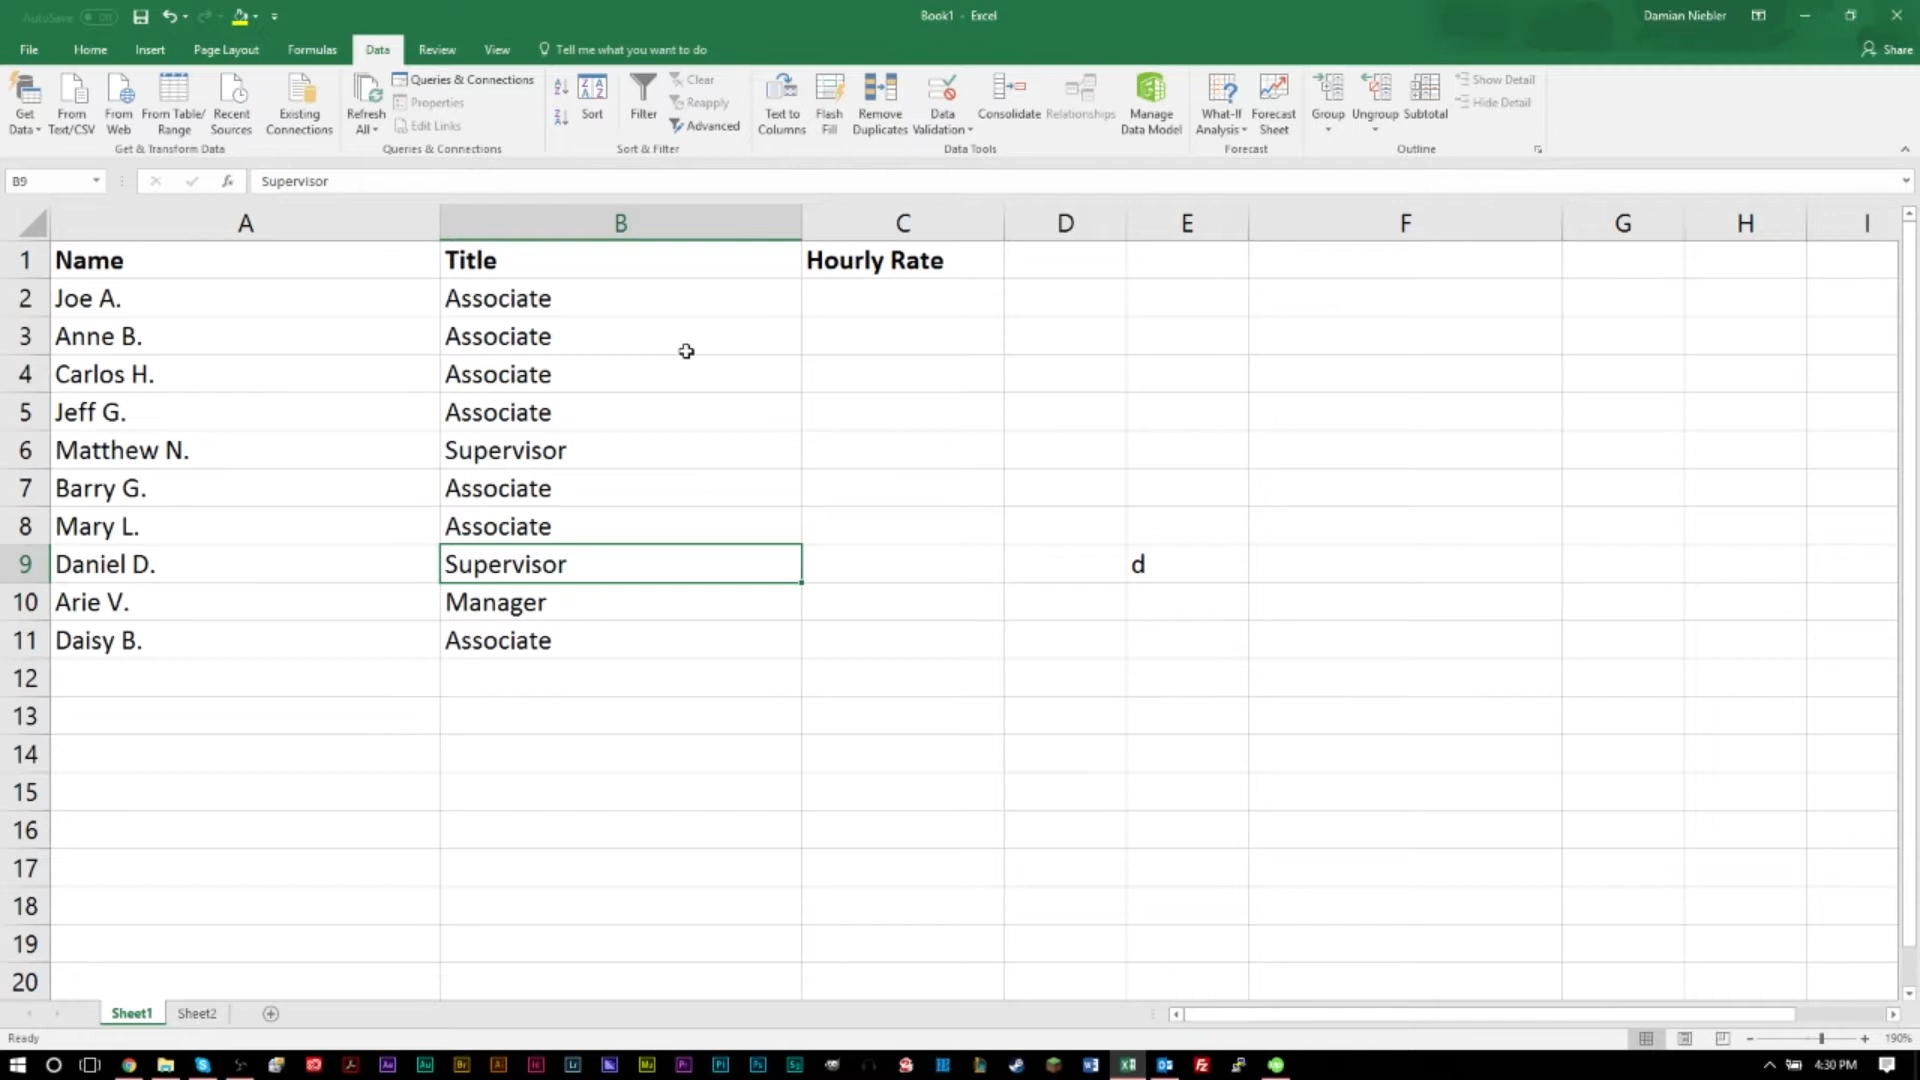 AutoSave Off
Book1 - Excel
Damian Niebler
File Home Insert Page Layout Formulas Data Review View Tell me what you want to do
Share
Get Data
From Text/CSV
From Web
From Table/ Range
Recent Sources
Existing Connections
Get & Transform Data
Refresh All
Queries & Connections
Properties
Edit Links
Queries & Connections
Sort
Filter
Clear
Reapply
Advanced
Sort & Filter
Text to Columns
Flash Fill
Remove Duplicates
Data Validation
Consolidate
Relationships
Manage Data Model
Data Tools
What-If Analysis
Forecast Sheet
Forecast
Group
Ungroup
Subtotal
Show Detail
Hide Detail
Outline
B9 fx Supervisor
A B C D E F G H I
1 Name Title Hourly Rate
2 Joe A. Associate
3 Anne B. Associate
4 Carlos H. Associate
5 Jeff G. Associate
6 Matthew N. Supervisor
7 Barry G. Associate
8 Mary L. Associate
9 Daniel D. Supervisor d
10 Arie V. Manager
11 Daisy B. Associate
12
13
14
15
16
17
18
19
20
Sheet1 Sheet2
Ready
190%
4:30 PM